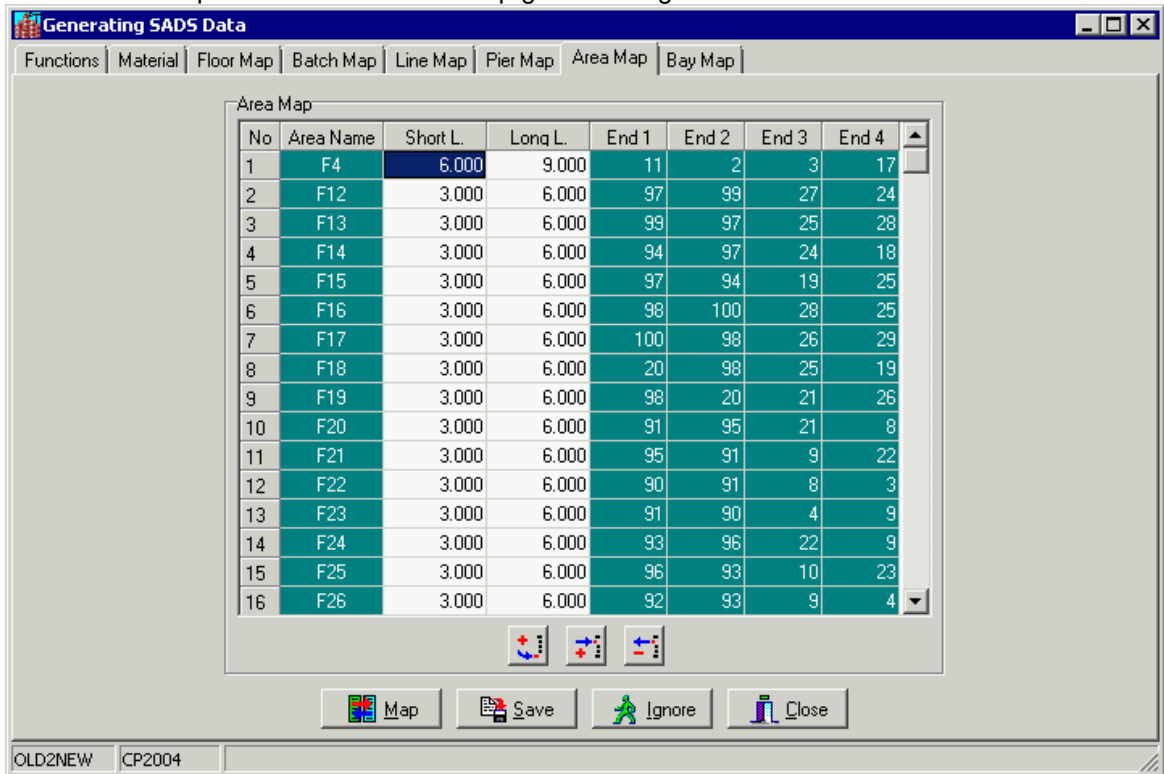 Generating SADS Data
Functions Material Floor Map Batch Map Line Map Pier Map Area Map Bay Map
Area Map
No Area Name Short L. Long L. End 1 End 2 End 3 End 4
1 F4 6.000 9.000 11 2 3 17
2 F12 3.000 6.000 97 99 27 24
3 F13 3.000 6.000 99 97 25 28
4 F14 3.000 6.000 94 97 24 18
5 F15 3.000 6.000 97 94 19 25
6 F16 3.000 6.000 98 100 28 25
7 F17 3.000 6.000 100 98 26 29
8 F18 3.000 6.000 20 98 25 19
9 F19 3.000 6.000 98 20 21 26
10 F20 3.000 6.000 91 95 21 8
11 F21 3.000 6.000 95 91 9 22
12 F22 3.000 6.000 90 91 8 3
13 F23 3.000 6.000 91 90 4 9
14 F24 3.000 6.000 93 96 22 9
15 F25 3.000 6.000 96 93 10 23
16 F26 3.000 6.000 92 93 9 4
Map Save Ignore Close
OLD2NEW CP2004